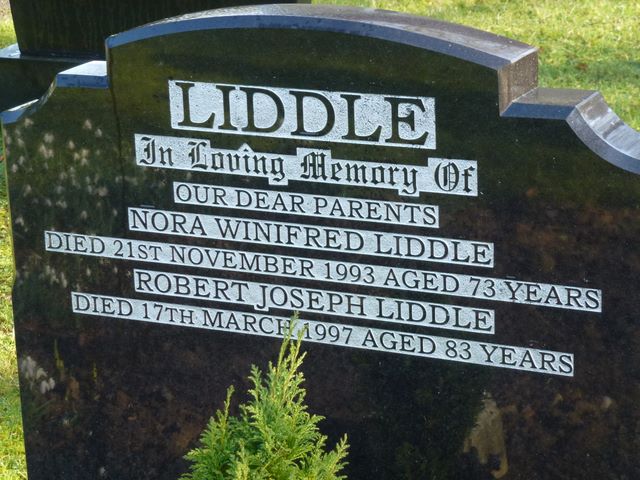 LIDDLE
In Loving Memory Of
OUR DEAR PARENTS
NORA WINIFRED LIDDLE
DIED 21ST NOVEMBER 1993 AGED 73 YEARS
ROBERT JOSEPH LIDDLE
DIED 17TH MARCH 1997 AGED 83 YEARS